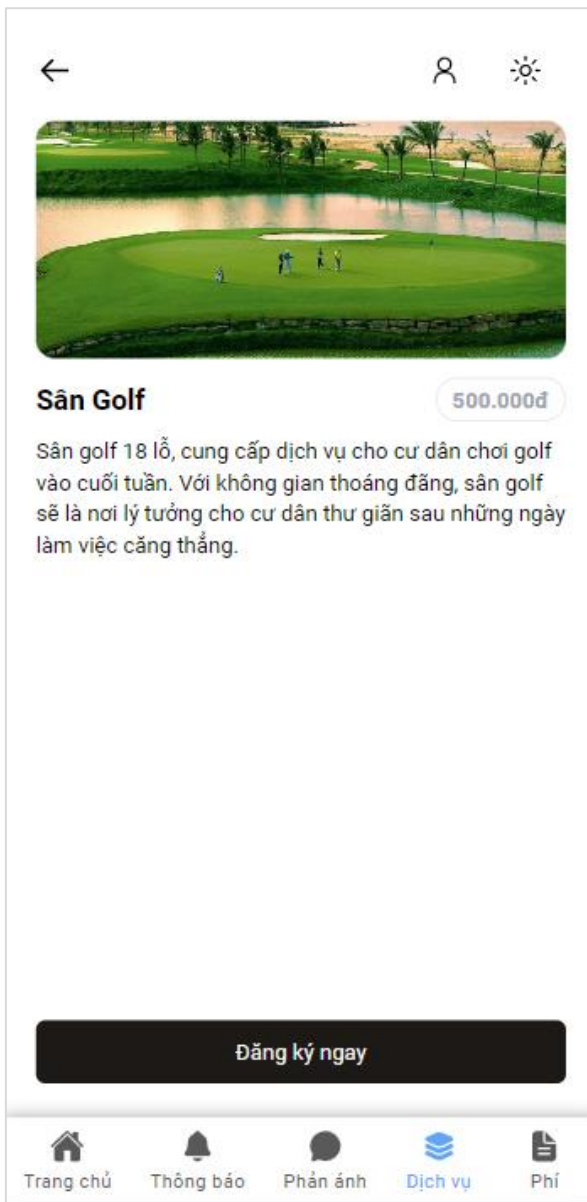 Sân Golf
500.000đ
Sân golf 18 lỗ, cung cấp dịch vụ cho cư dân chơi golf
vào cuối tuần. Với không gian thoáng đãng, sân golf
sẽ là nơi lý tưởng cho cư dân thư giãn sau những ngày
làm việc căng thẳng.
Đăng ký ngay
Trang chủ
Thông báo
Phản ánh
Dịch vụ
Phí